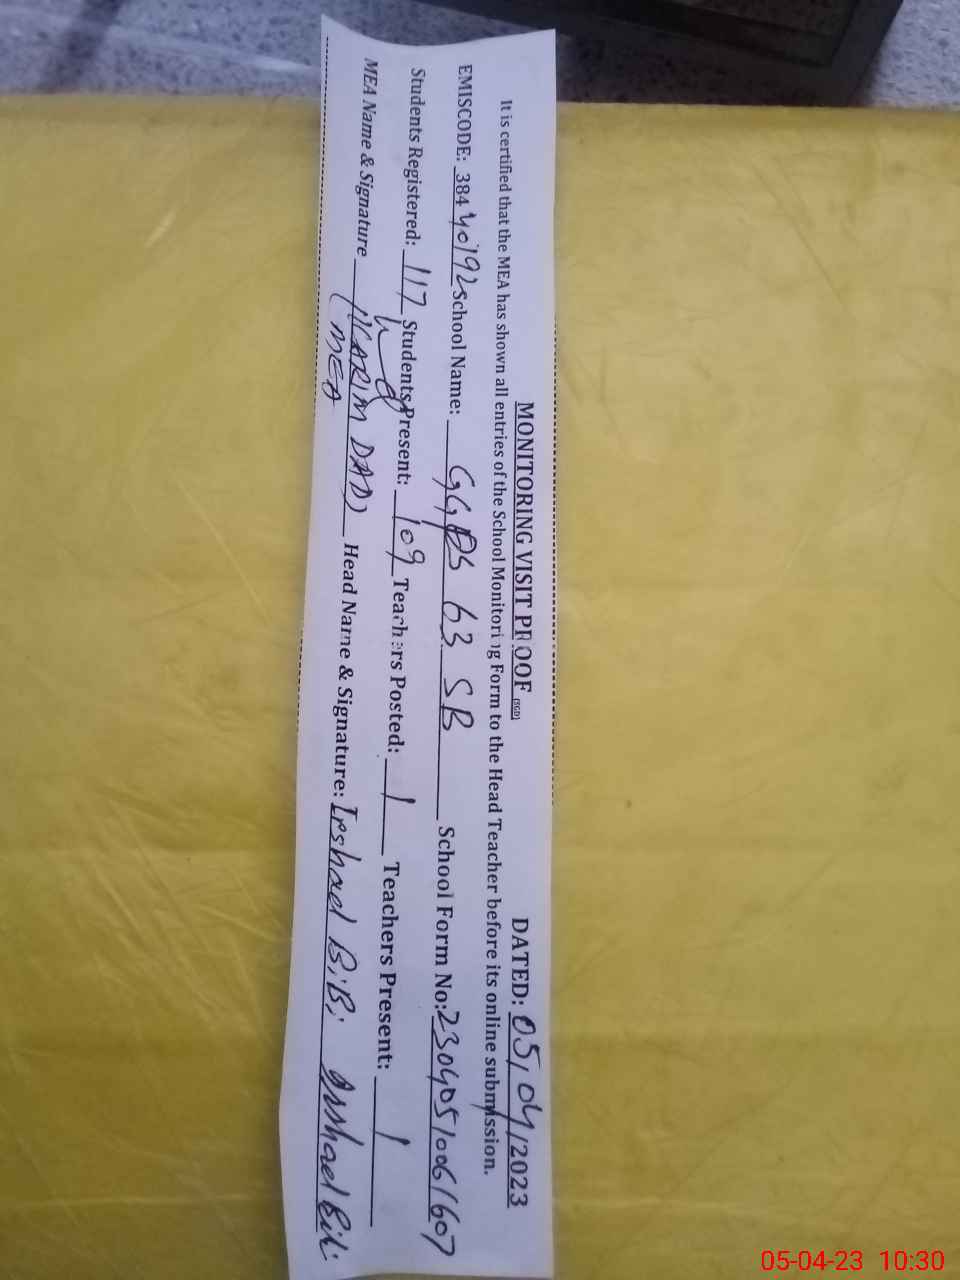 MONITORING VISIT PROOF (SGD) DATED: 05/04/2023
It is certified that the MEA has shown all entries of the School Monitoring Form to the Head Teacher before its online submission.
EMISCODE: 38440192 School Name: GGPS 63 SB School Form No: 23040510061607
Students Registered: 117 Students Present: 109 Teachers Posted: 1 Teachers Present: 1
MEA Name & Signature (KARIM DAD) Head Name & Signature: Irshad BiBi Irshad Bibi
MEA
05-04-23 10:30